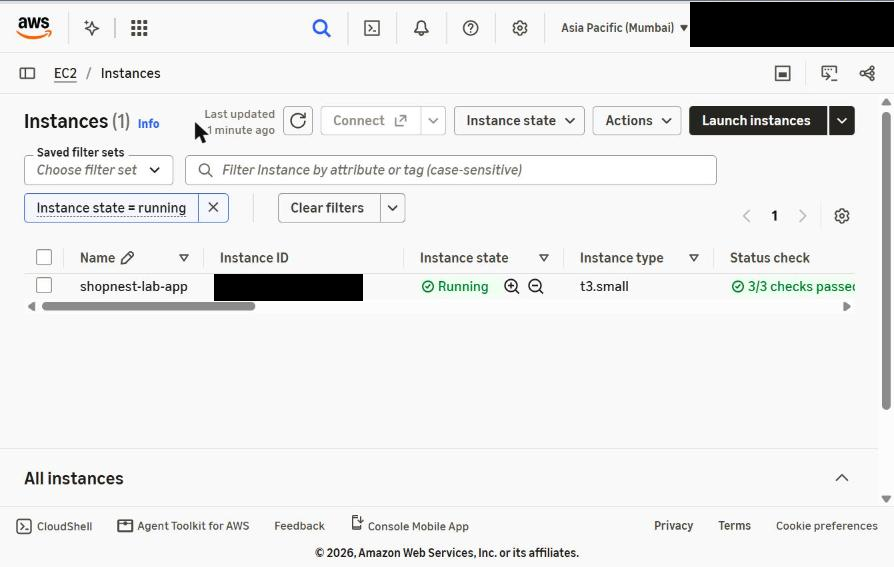 aws
Asia Pacific (Mumbai)
EC2 / Instances
Instances (1) Info
Last updated
1 minute ago
Connect
Instance state
Actions
Launch instances
Saved filter sets
Choose filter set
Filter Instance by attribute or tag (case-sensitive)
Instance state = running
Clear filters
1
Name
Instance ID
Instance state
Instance type
Status check
shopnest-lab-app
Running
t3.small
3/3 checks passed
All instances
CloudShell
Agent Toolkit for AWS
Feedback
Console Mobile App
Privacy
Terms
Cookie preferences
© 2026, Amazon Web Services, Inc. or its affiliates.